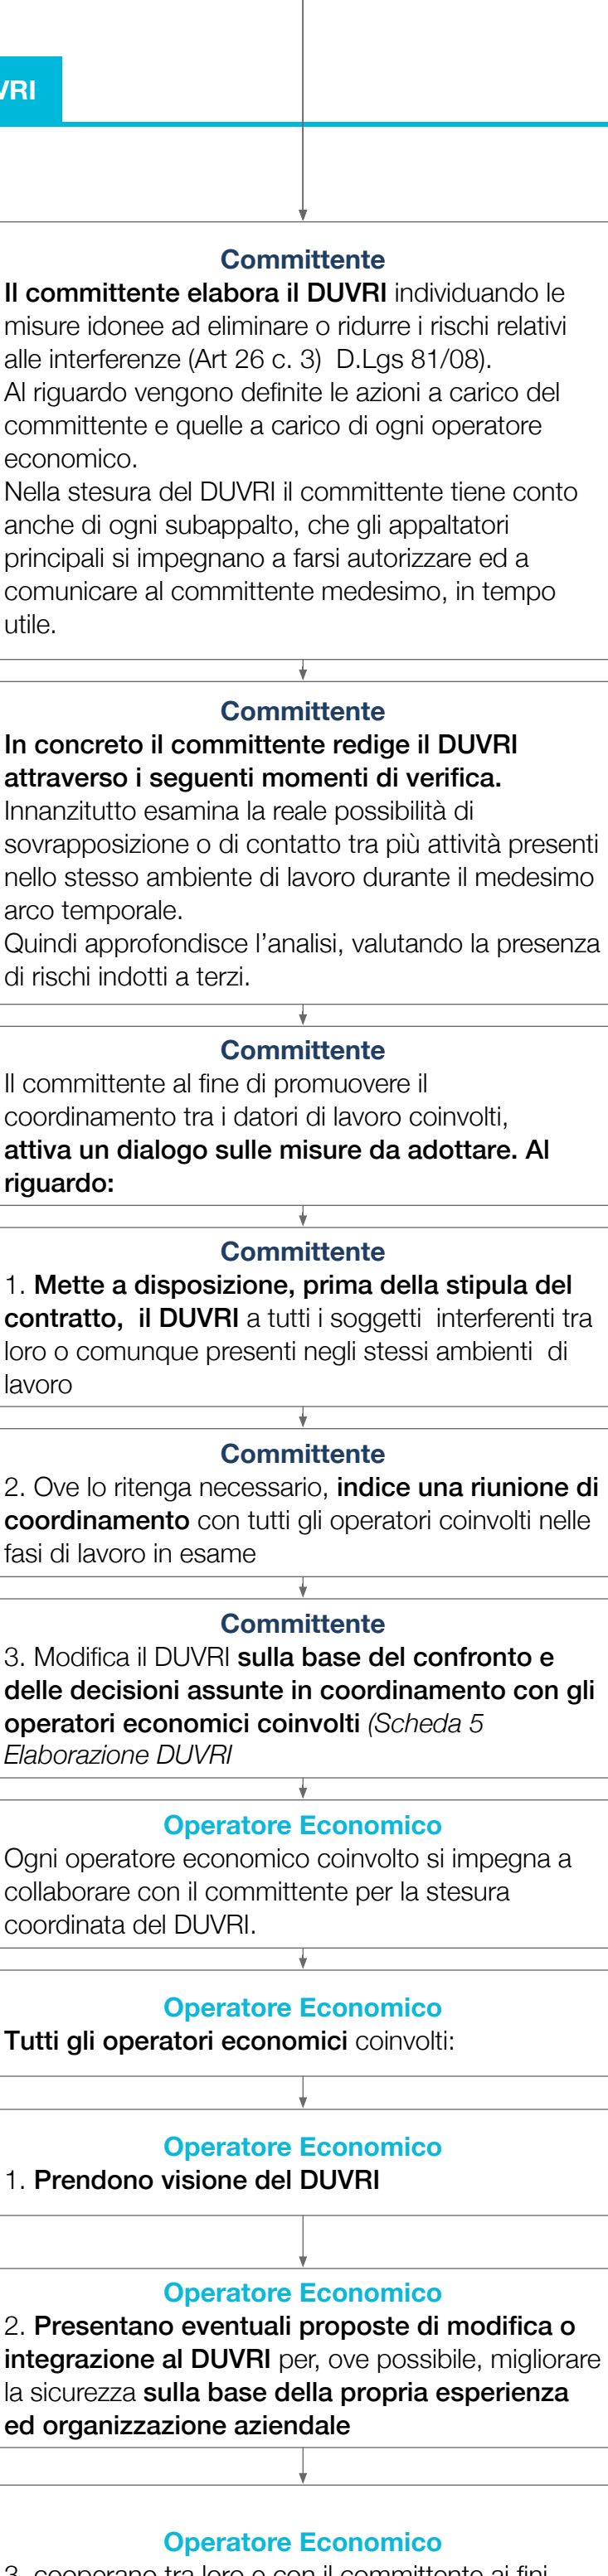 VRI
Committente
Il committente elabora il DUVRI individuando le
misure idonee ad eliminare o ridurre i rischi relativi
alle interferenze (Art 26 c. 3)  D.Lgs 81/08).
Al riguardo vengono definite le azioni a carico del
committente e quelle a carico di ogni operatore
economico.
Nella stesura del DUVRI il committente tiene conto
anche di ogni subappalto, che gli appaltatori
principali si impegnano a farsi autorizzare ed a
comunicare al committente medesimo, in tempo
utile.
Committente
In concreto il committente redige il DUVRI
attraverso i seguenti momenti di verifica.
Innanzitutto esamina la reale possibilità di
sovrapposizione o di contatto tra più attività presenti
nello stesso ambiente di lavoro durante il medesimo
arco temporale.
Quindi approfondisce l’analisi, valutando la presenza
di rischi indotti a terzi.
Committente
Il committente al fine di promuovere il
coordinamento tra i datori di lavoro coinvolti,
attiva un dialogo sulle misure da adottare. Al
riguardo:
Committente
1. Mette a disposizione, prima della stipula del
contratto,  il DUVRI a tutti i soggetti  interferenti tra
loro o comunque presenti negli stessi ambienti  di
lavoro
Committente
2. Ove lo ritenga necessario, indice una riunione di
coordinamento con tutti gli operatori coinvolti nelle
fasi di lavoro in esame
Committente
3. Modifica il DUVRI sulla base del confronto e
delle decisioni assunte in coordinamento con gli
operatori economici coinvolti (Scheda 5
Elaborazione DUVRI
Operatore Economico
Ogni operatore economico coinvolto si impegna a
collaborare con il committente per la stesura
coordinata del DUVRI.
Operatore Economico
Tutti gli operatori economici coinvolti:
Operatore Economico
1. Prendono visione del DUVRI
Operatore Economico
2. Presentano eventuali proposte di modifica o
integrazione al DUVRI per, ove possibile, migliorare
la sicurezza sulla base della propria esperienza
ed organizzazione aziendale
Operatore Economico
3. cooperano tra loro e con il committente ai fini